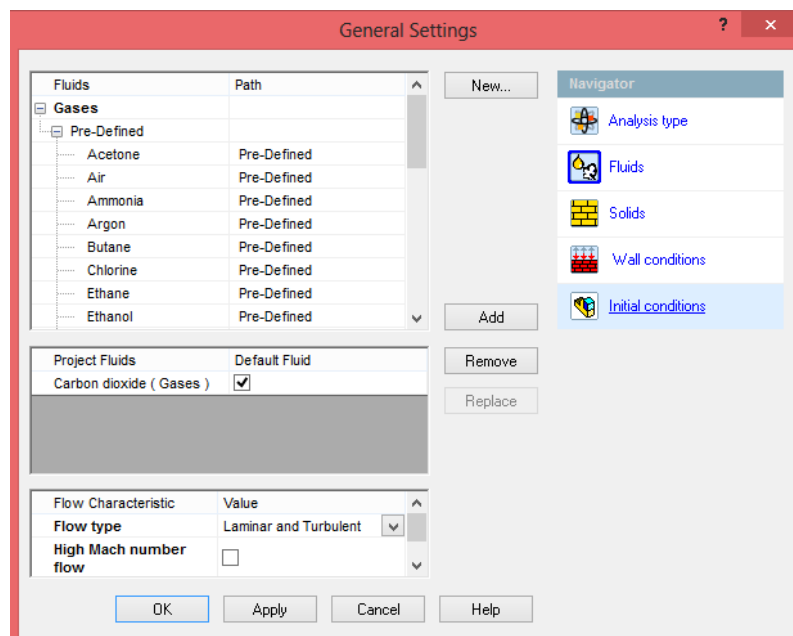 General Settings
? ×
Fluids Path
Gases
Pre-Defined
Acetone Pre-Defined
Air Pre-Defined
Ammonia Pre-Defined
Argon Pre-Defined
Butane Pre-Defined
Chlorine Pre-Defined
Ethane Pre-Defined
Ethanol Pre-Defined
New...
Add
Project Fluids Default Fluid
Carbon dioxide ( Gases )
Remove
Replace
Flow Characteristic Value
Flow type Laminar and Turbulent
High Mach number
flow
OK Apply Cancel Help
Navigator
Analysis type
Fluids
Solids
Wall conditions
Initial conditions